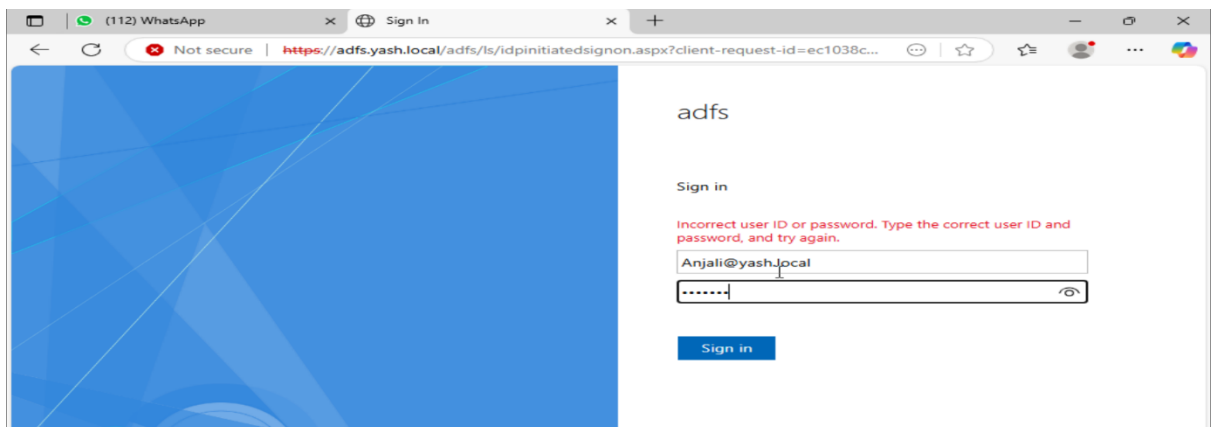 (112) WhatsApp
Sign In
Not secure | https://adfs.yash.local/adfs/ls/idpinitiatedsignon.aspx?client-request-id=ec1038c...
adfs
Sign in
Incorrect user ID or password. Type the correct user ID and
password, and try again.
Anjali@yash.local
Sign in